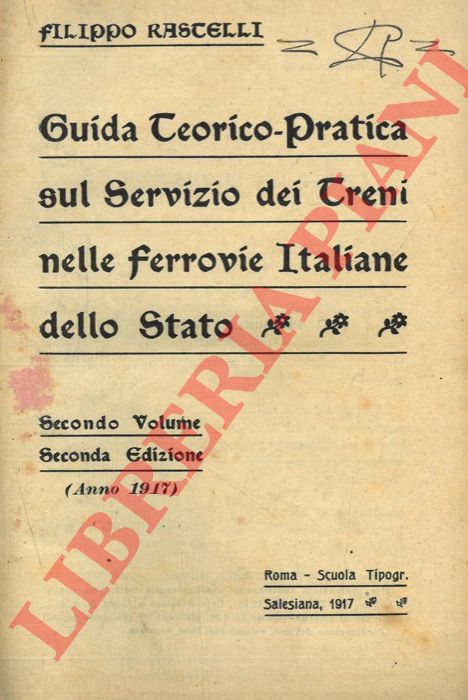 FILIPPO RASTELLI
Guida Teorico-Pratica
sul Servizio dei Treni
nelle Ferrovie Italiane
dello Stato
Secondo Volume
Seconda Edizione
(Anno 1917)
Roma - Scuola Tipogr.
Salesiana, 1917
LIBRERIA PIANI